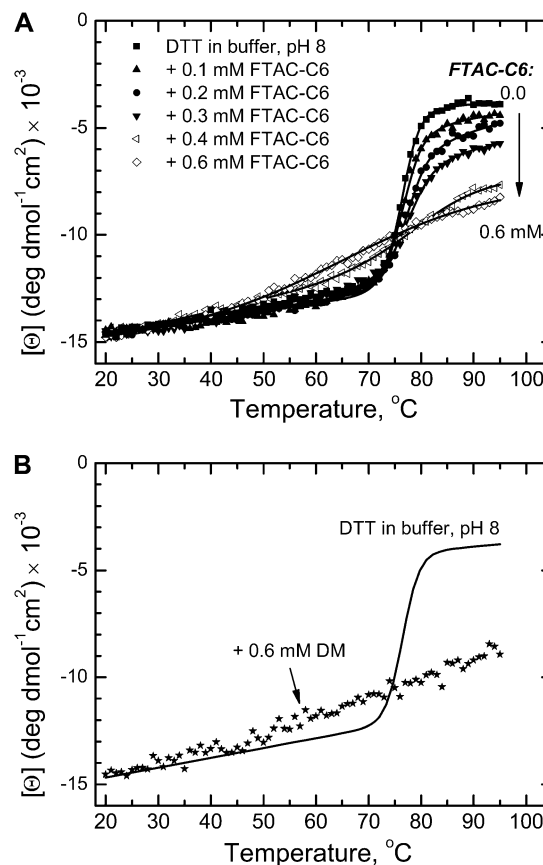 A
DTT in buffer, pH 8
+ 0.1 mM FTAC-C6
+ 0.2 mM FTAC-C6
+ 0.3 mM FTAC-C6
+ 0.4 mM FTAC-C6
+ 0.6 mM FTAC-C6
FTAC-C6:
0.0
0.6 mM
0
-5
-10
-15
[Θ] (deg dmol⁻¹cm²) × 10⁻³
20 30 40 50 60 70 80 90 100
Temperature, °C
B
DTT in buffer, pH 8
+ 0.6 mM DM
0
-5
-10
-15
[Θ] (deg dmol⁻¹cm²) × 10⁻³
20 30 40 50 60 70 80 90 100
Temperature, °C